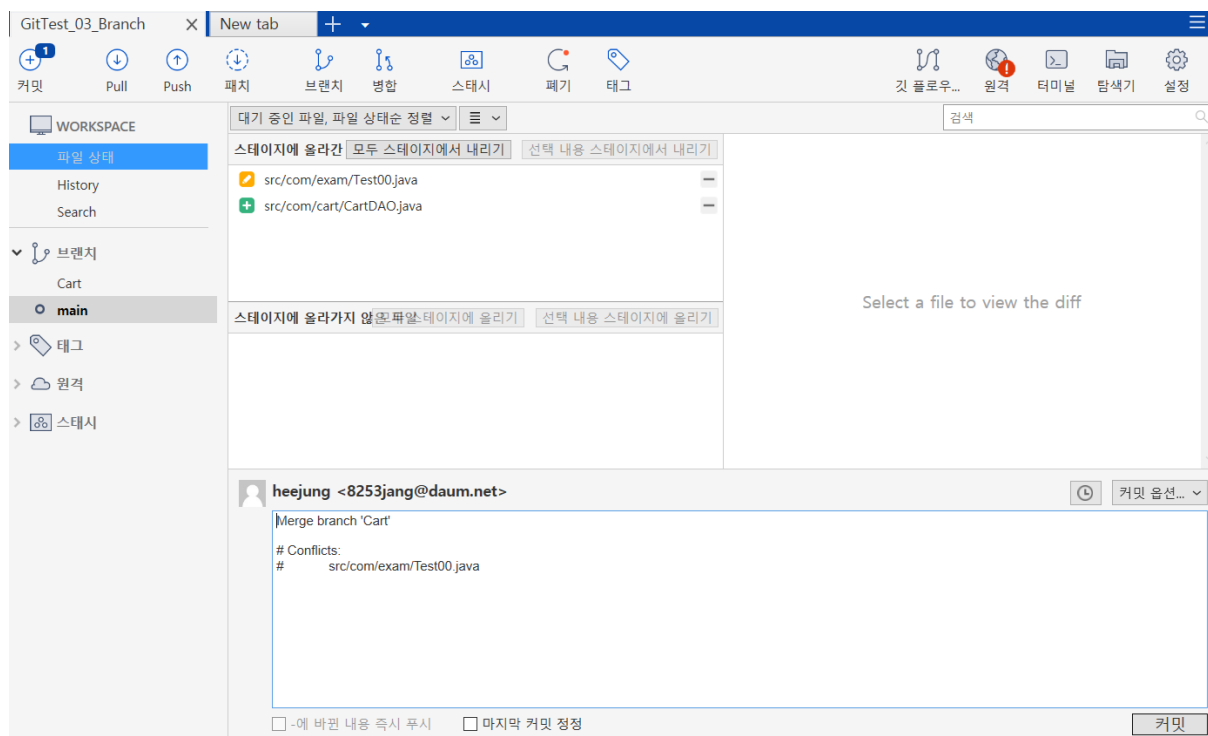 GitTest_03_Branch
New tab
1
커밋 Pull Push 패치 브랜치 병합 스태시 폐기 태그 깃 플로우... 원격 터미널 탐색기 설정
WORKSPACE
파일 상태
History
Search
브랜치
Cart
main
태그
원격
스태시
대기 중인 파일, 파일 상태순 정렬
검색
스테이지에 올라간 모두 스테이지에서 내리기 선택 내용 스테이지에서 내리기
src/com/exam/Test00.java
src/com/cart/CartDAO.java
스테이지에 올라가지 않은 파일 스테이지에 올리기 선택 내용 스테이지에 올리기
Select a file to view the diff
heejung <8253jang@daum.net>
커밋 옵션...
Merge branch 'Cart'
# Conflicts:
# src/com/exam/Test00.java
-에 바뀐 내용 즉시 푸시 마지막 커밋 정정
커밋